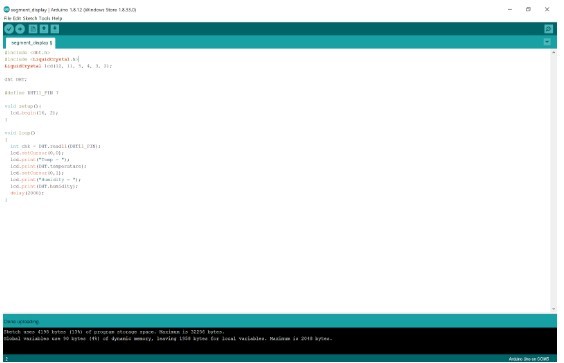 segment_display | Arduino 1.8.12 (Windows Store 1.8.33.0)
File Edit Sketch Tools Help
segment_display §
#include <dht.h>
#include <LiquidCrystal.h>
LiquidCrystal lcd(12, 11, 5, 4, 3, 2);
dht DHT;
#define DHT11_PIN 7
void setup(){
lcd.begin(16, 2);
}
void loop()
{
int chk = DHT.read11(DHT11_PIN);
lcd.setCursor(0,0);
lcd.print("Temp = ");
lcd.print(DHT.temperature);
lcd.setCursor(0,1);
lcd.print("Humidity = ");
lcd.print(DHT.humidity);
delay(2000);
}
Done uploading.
Sketch uses 4198 bytes (13%) of program storage space. Maximum is 32256 bytes.
Global variables use 90 bytes (4%) of dynamic memory, leaving 1958 bytes for local variables. Maximum is 2048 bytes.
Arduino Uno on COM5